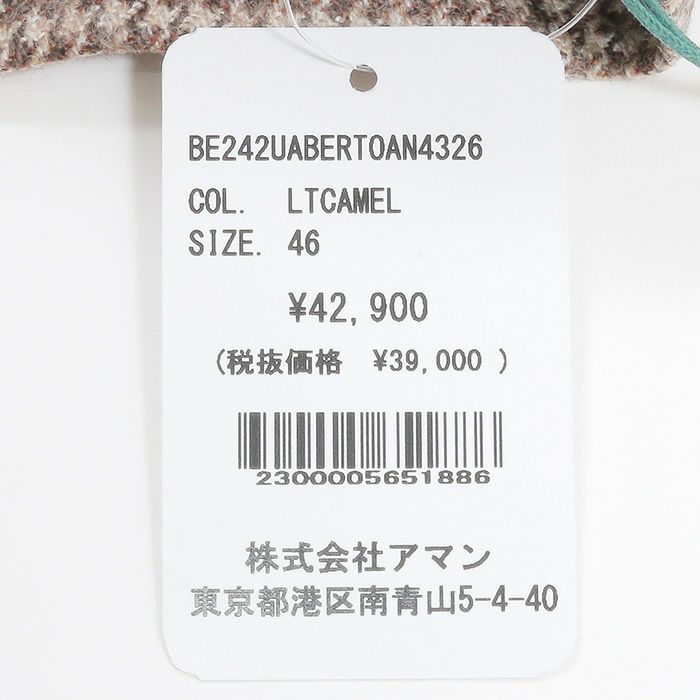 BE242UABERTOAN4326
COL. LTCAMEL
SIZE. 46
¥42,900
(税抜価格 ¥39,000 )
2300005651886
株式会社アマン
東京都港区南青山5-4-40